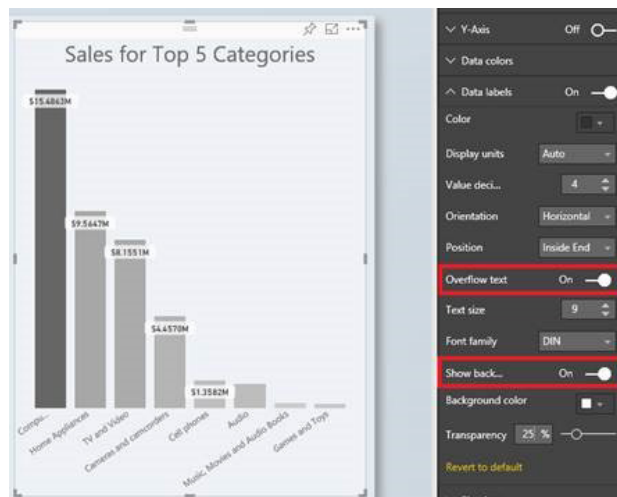 Sales for Top 5 Categories
$15.4863M
$9.5647M
$8.1551M
$4.4570M
$1.3582M
Compu...
Home Appliances
TV and Video
Cameras and camcorders
Cell phones
Audio
Music, Movies and Audio Books
Games and Toys
Y-Axis Off
Data colors
Data labels On
Color
Display units Auto
Value deci... 4
Orientation Horizontal
Position Inside End
Overflow text On
Text size 9
Font family DIN
Show back... On
Background color
Transparency 25 %
Revert to default